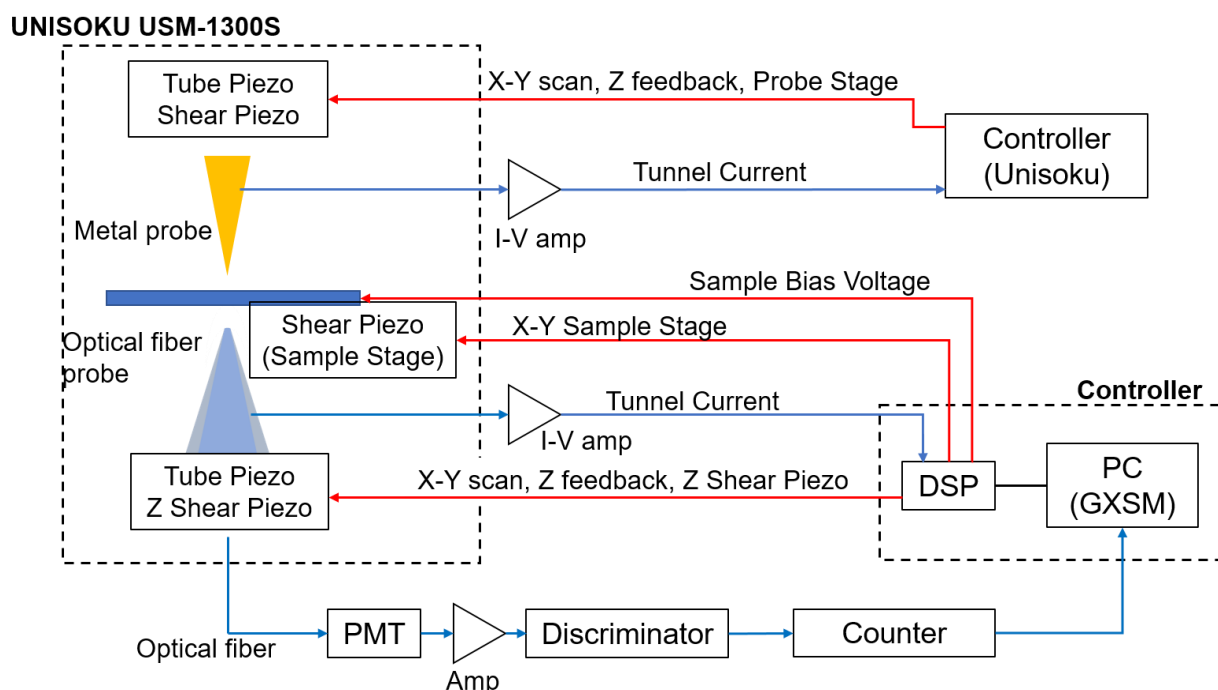 UNISOKU USM-1300S
Tube Piezo
Shear Piezo
X-Y scan, Z feedback, Probe Stage
Controller
(Unisoku)
Tunnel Current
Metal probe
I-V amp
Sample Bias Voltage
Shear Piezo
(Sample Stage)
X-Y Sample Stage
Optical fiber
probe
Tunnel Current
I-V amp
Controller
Tube Piezo
Z Shear Piezo
X-Y scan, Z feedback, Z Shear Piezo
DSP
PC
(GXSM)
Optical fiber
PMT
Amp
Discriminator
Counter